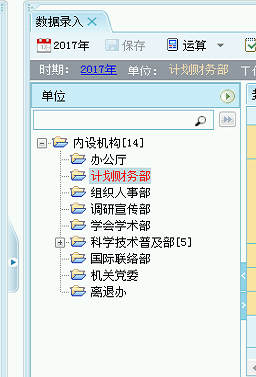 数据录入
2017年 保存 运算
时期: 2017年 单位: 计划财务部
单位
内设机构[14]
办公厅
计划财务部
组织人事部
调研宣传部
学会学术部
科学技术普及部[5]
国际联络部
机关党委
离退办